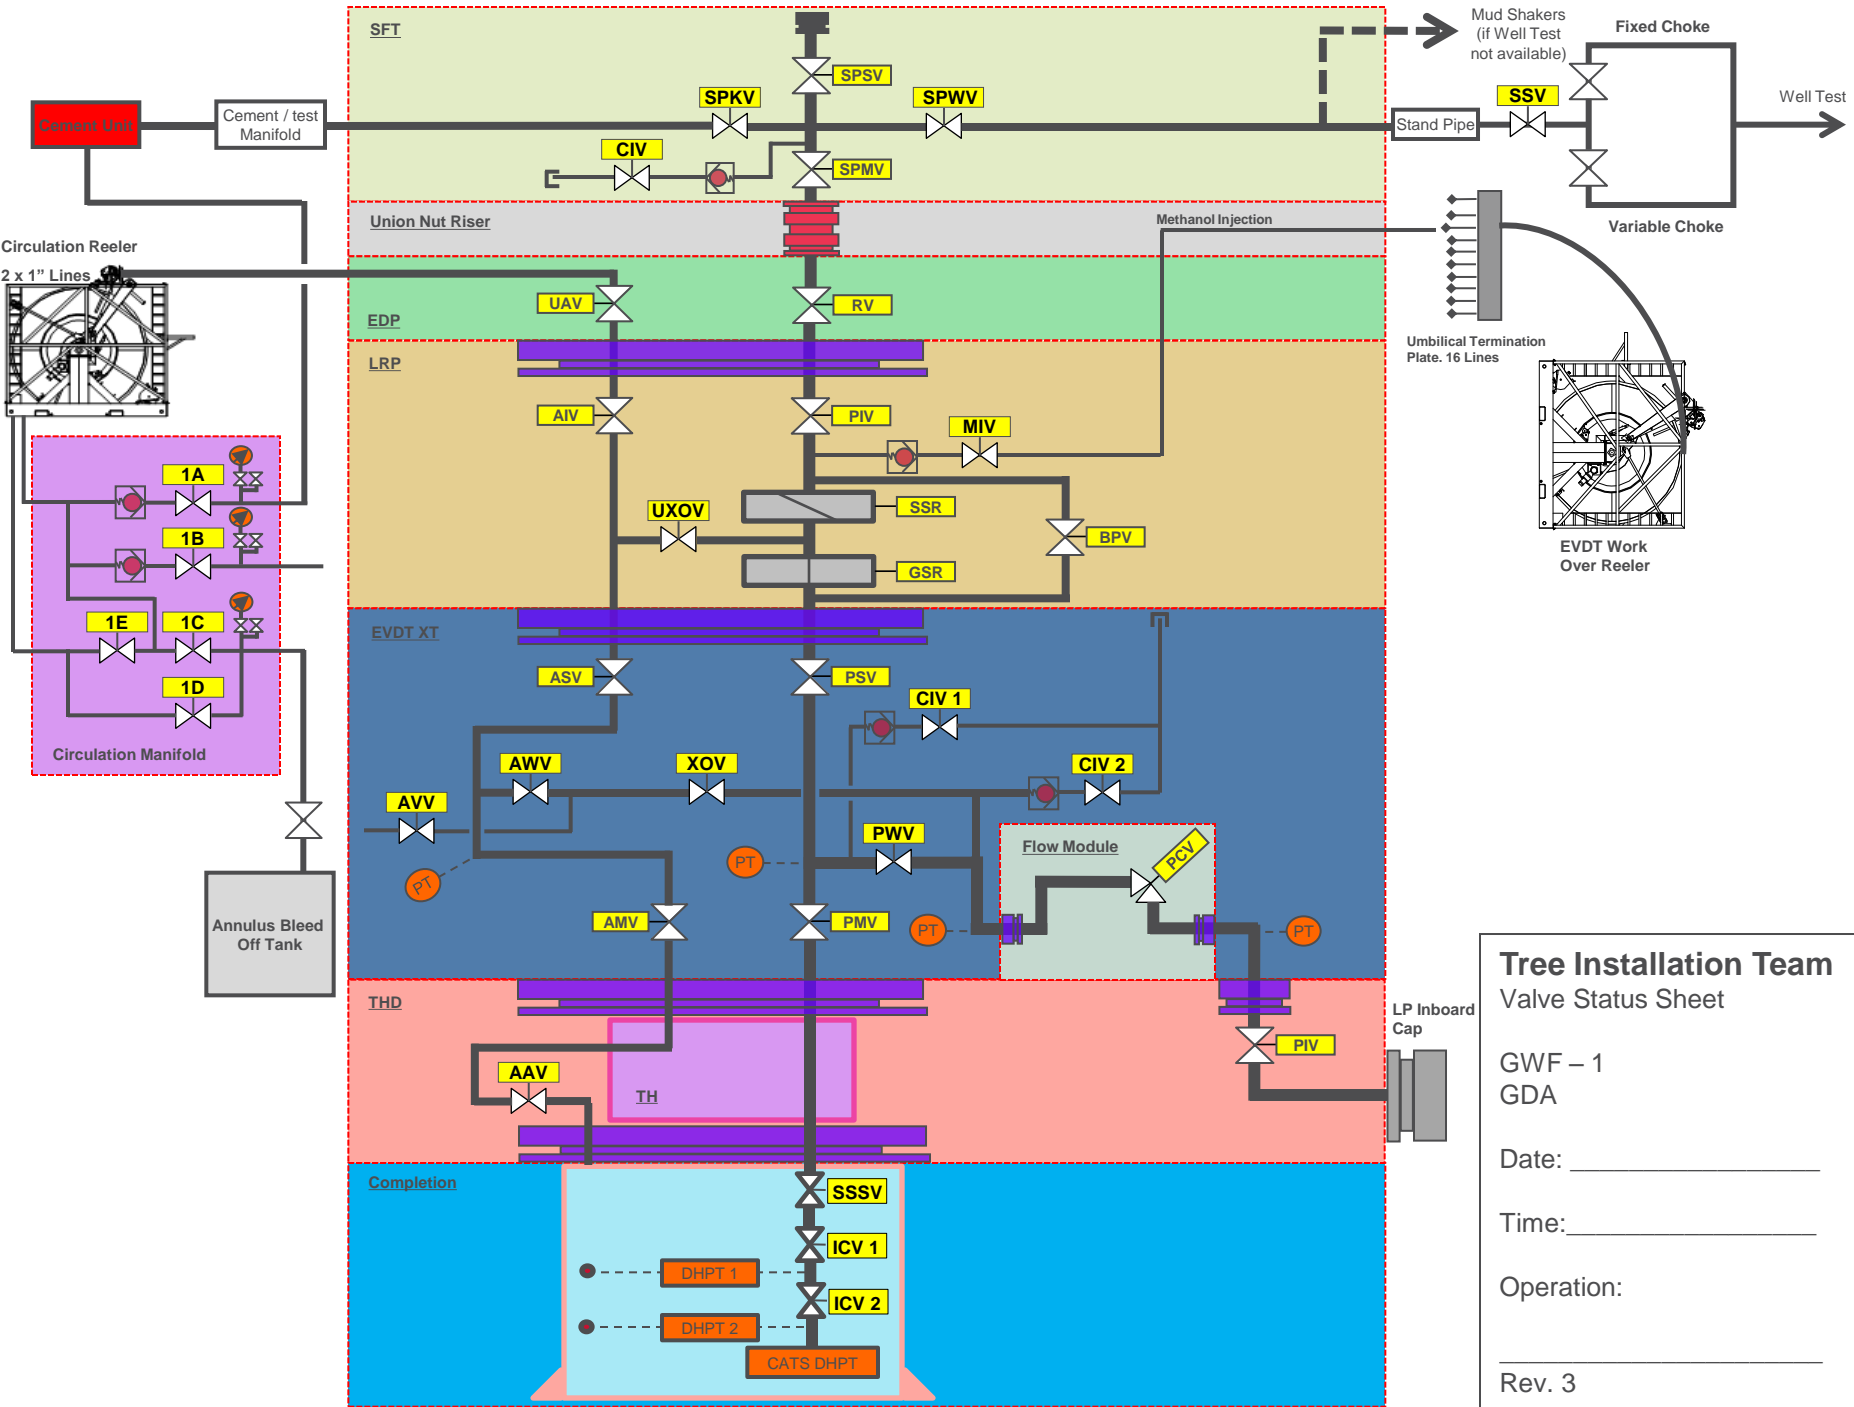 SFT
SPSV
SPKV
SPWV
CIV
SPMV
Mud Shakers
(if Well Test
not available)
Fixed Choke
SSV
Well Test
Stand Pipe
Variable Choke
Cement Unit
Cement / test
Manifold
Union Nut Riser
Methanol Injection
Circulation Reeler
2 x 1” Lines
UAV
RV
EDP
Umbilical Termination
Plate. 16 Lines
LRP
AIV
PIV
MIV
SSR
UXOV
BPV
GSR
EVDT Work
Over Reeler
1A
1B
1E
1C
1D
Circulation Manifold
EVDT XT
ASV
PSV
CIV 1
AWV
XOV
CIV 2
AVV
PWV
Flow Module
PCV
PT
PT
AMV
PMV
PT
PT
Annulus Bleed
Off Tank
THD
LP Inboard
Cap
PIV
AAV
TH
Completion
SSSV
ICV 1
DHPT 1
ICV 2
DHPT 2
CATS DHPT
Tree Installation Team
Valve Status Sheet
GWF – 1
GDA
Date: _________________
Time:_________________
Operation:
______________________
Rev. 3